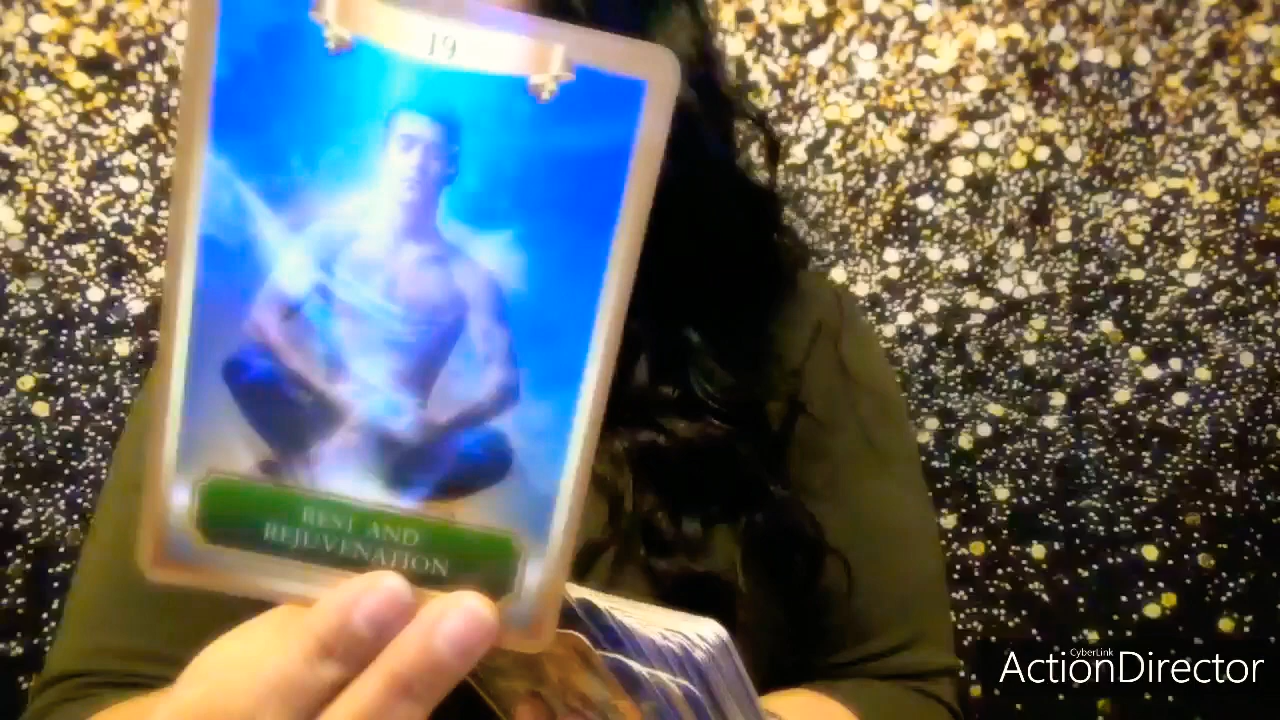 19
REST AND
REJUVENATION
CyberLink
ActionDirector